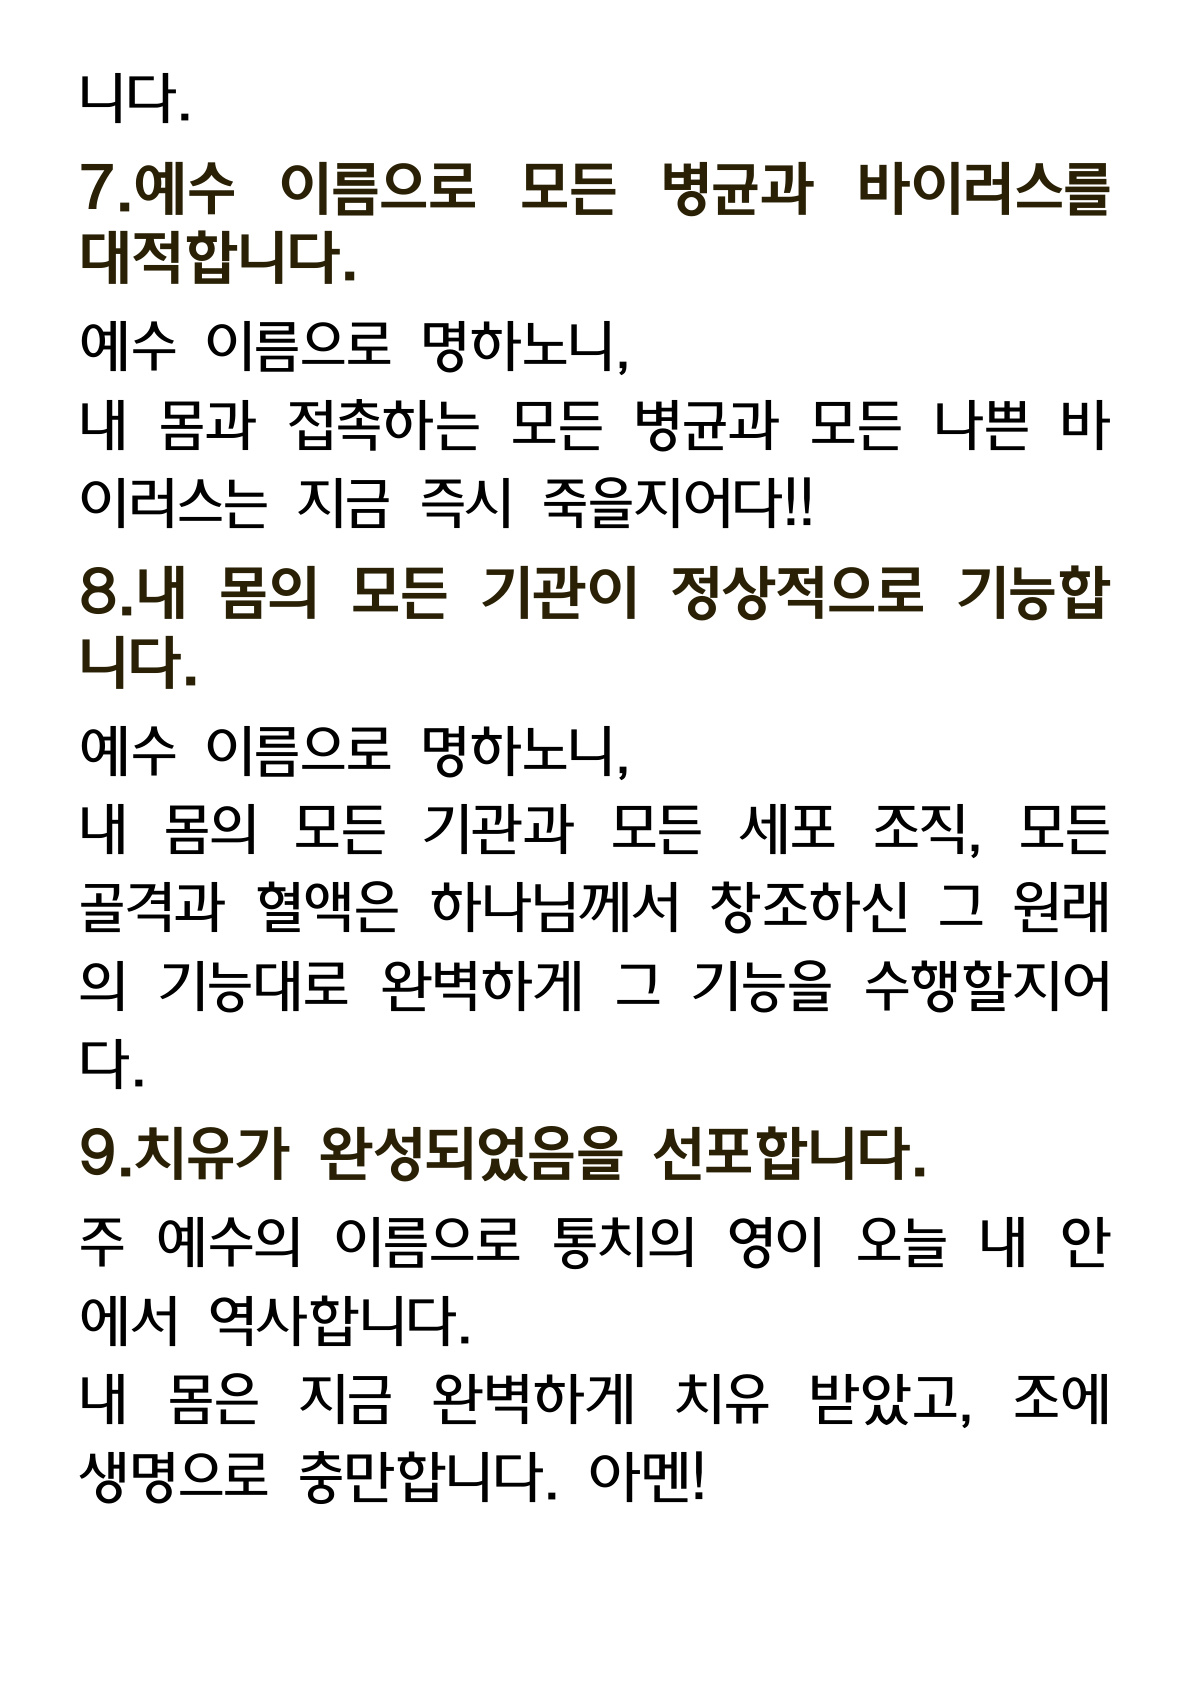 니다.
7.예수 이름으로 모든 병균과 바이러스를
대적합니다.
예수 이름으로 명하노니,
내 몸과 접촉하는 모든 병균과 모든 나쁜 바
이러스는 지금 즉시 죽을지어다!!
8.내 몸의 모든 기관이 정상적으로 기능합
니다.
예수 이름으로 명하노니,
내 몸의 모든 기관과 모든 세포 조직, 모든
골격과 혈액은 하나님께서 창조하신 그 원래
의 기능대로 완벽하게 그 기능을 수행할지어
다.
9.치유가 완성되었음을 선포합니다.
주 예수의 이름으로 통치의 영이 오늘 내 안
에서 역사합니다.
내 몸은 지금 완벽하게 치유 받았고, 조에
생명으로 충만합니다. 아멘!